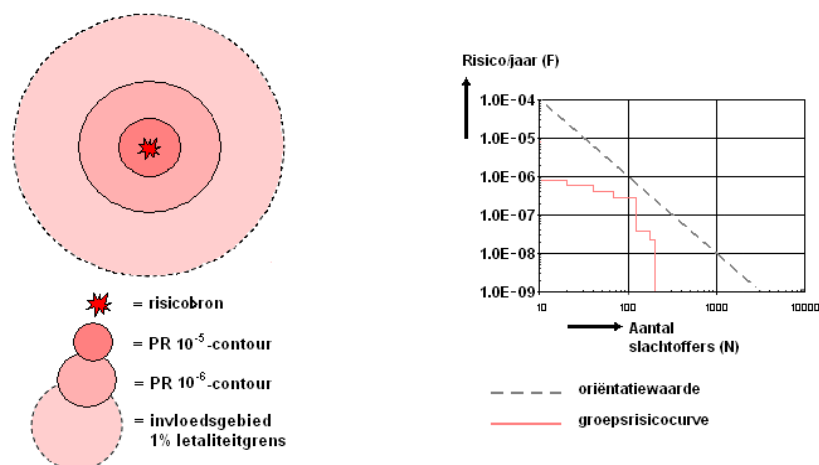 = risicobron
= PR 10-5-contour
= PR 10-6-contour
= invloedsgebied
1% letaliteitgrens
Risico/jaar (F)
1.0E-04
1.0E-05
1.0E-06
1.0E-07
1.0E-08
1.0E-09
10 100 1000 10000
Aantal
slachtoffers (N)
oriëntatiewaarde
groepsrisicocurve